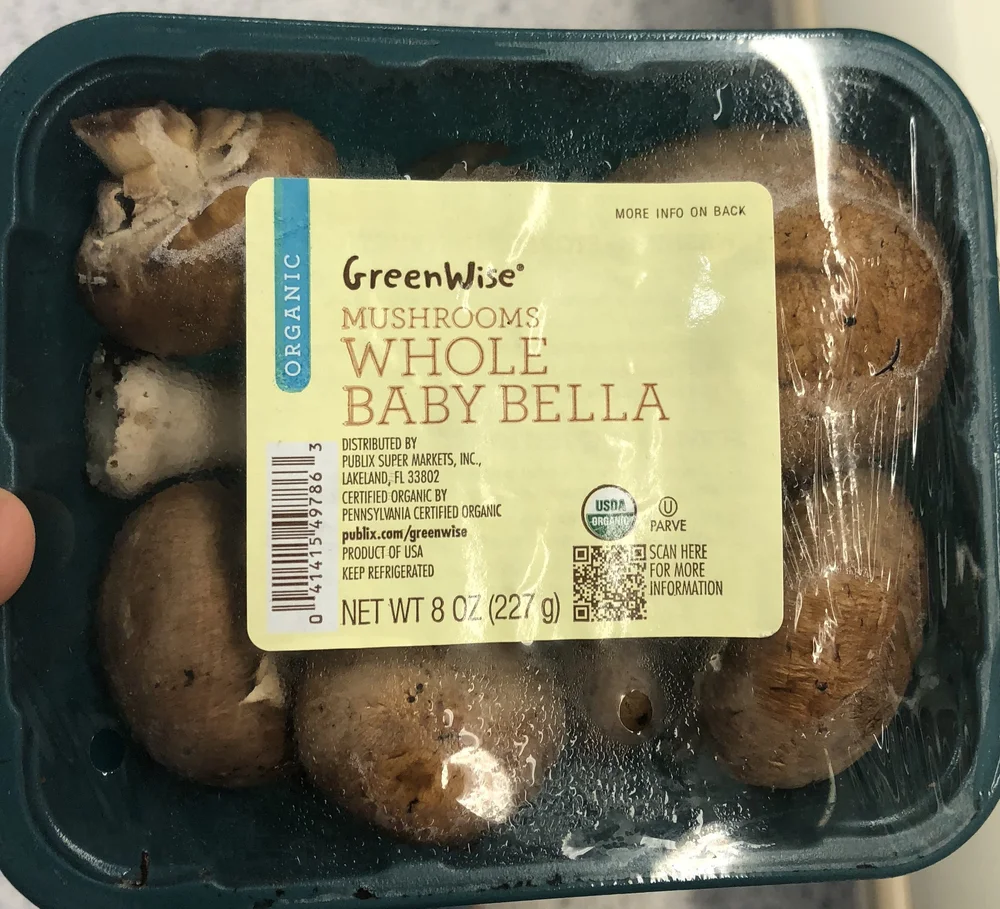 MORE INFO ON BACK
ORGANIC
GreenWise®
MUSHROOMS
WHOLE
BABY BELLA
DISTRIBUTED BY
PUBLIX SUPER MARKETS, INC.,
LAKELAND, FL 33802
CERTIFIED ORGANIC BY
PENNSYLVANIA CERTIFIED ORGANIC
publix.com/greenwise
PRODUCT OF USA
KEEP REFRIGERATED
NET WT 8 OZ (227 g)
0 41415 49786 3
USDA
ORGANIC
U
PARVE
SCAN HERE
FOR MORE
INFORMATION